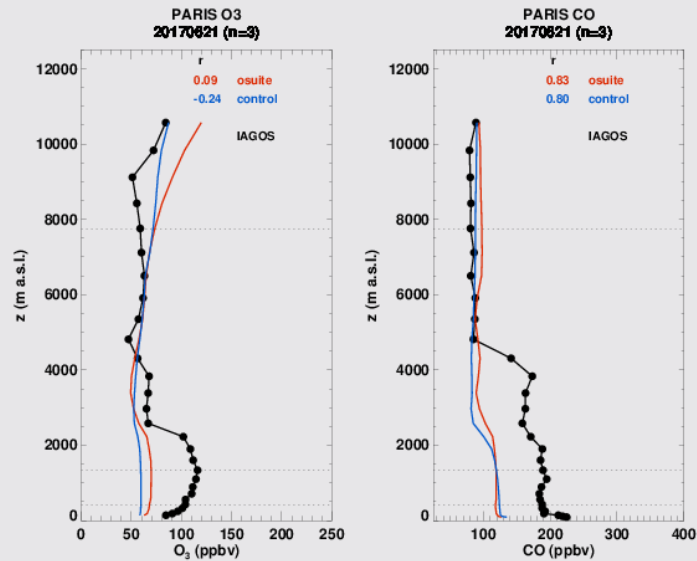 PARIS O3
20170621 (n=3)
r
0.09 osuite
-0.24 control
IAGOS
12000
10000
8000
6000
4000
2000
0
z (m a.s.l.)
0 50 100 150 200 250
O3 (ppbv)
PARIS CO
20170621 (n=3)
r
0.83 osuite
0.80 control
IAGOS
12000
10000
8000
6000
4000
2000
0
z (m a.s.l.)
100 200 300 400
CO (ppbv)